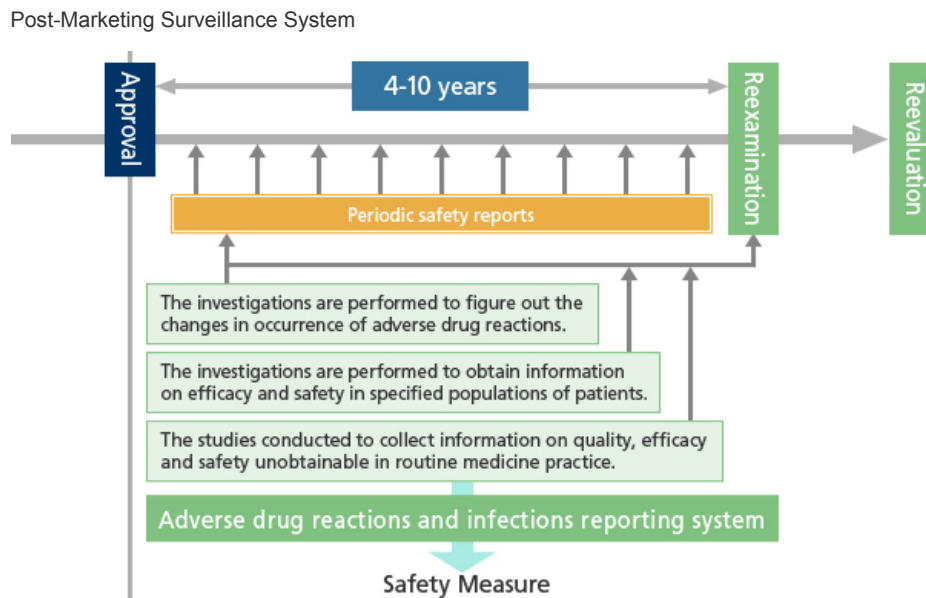 Post-Marketing Surveillance System
Approval
4-10 years
Reexamination
Reevaluation
Periodic safety reports
The investigations are performed to figure out the
changes in occurrence of adverse drug reactions.
The investigations are performed to obtain information
on efficacy and safety in specified populations of patients.
The studies conducted to collect information on quality, efficacy
and safety unobtainable in routine medicine practice.
Adverse drug reactions and infections reporting system
Safety Measure